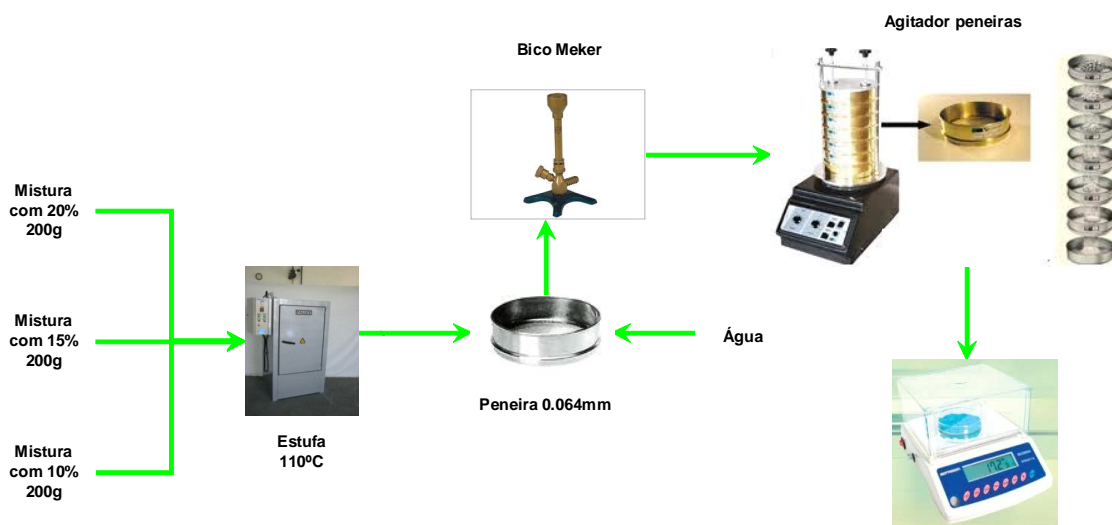 Agitador peneiras
Bico Meker
Mistura
com 20%
200g
Mistura
com 15%
200g
Mistura
com 10%
200g
Estufa
110ºC
Peneira 0.064mm
Água